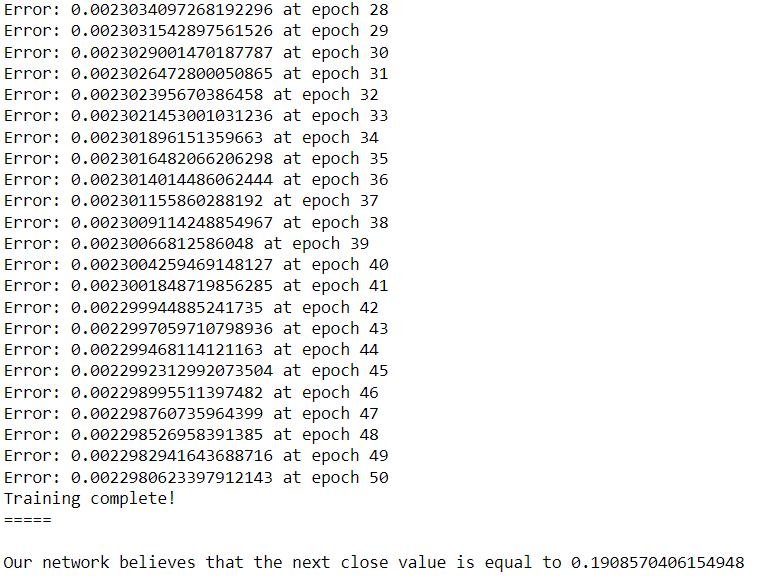 Error: 0.0023034097268192296 at epoch 28
Error: 0.0023031542897561526 at epoch 29
Error: 0.0023029001470187787 at epoch 30
Error: 0.0023026472800050865 at epoch 31
Error: 0.002302395670386458 at epoch 32
Error: 0.0023021453001031236 at epoch 33
Error: 0.002301896151359663 at epoch 34
Error: 0.0023016482066206298 at epoch 35
Error: 0.0023014014486062444 at epoch 36
Error: 0.002301155860288192 at epoch 37
Error: 0.0023009114248854967 at epoch 38
Error: 0.00230066812586048 at epoch 39
Error: 0.0023004259469148127 at epoch 40
Error: 0.0023001848719856285 at epoch 41
Error: 0.002299944885241735 at epoch 42
Error: 0.0022997059710798936 at epoch 43
Error: 0.002299468114121163 at epoch 44
Error: 0.0022992312992073504 at epoch 45
Error: 0.002298995511397482 at epoch 46
Error: 0.002298760735964399 at epoch 47
Error: 0.002298526958391385 at epoch 48
Error: 0.0022982941643688716 at epoch 49
Error: 0.0022980623397912143 at epoch 50
Training complete!
=====
Our network believes that the next close value is equal to 0.1908570406154948